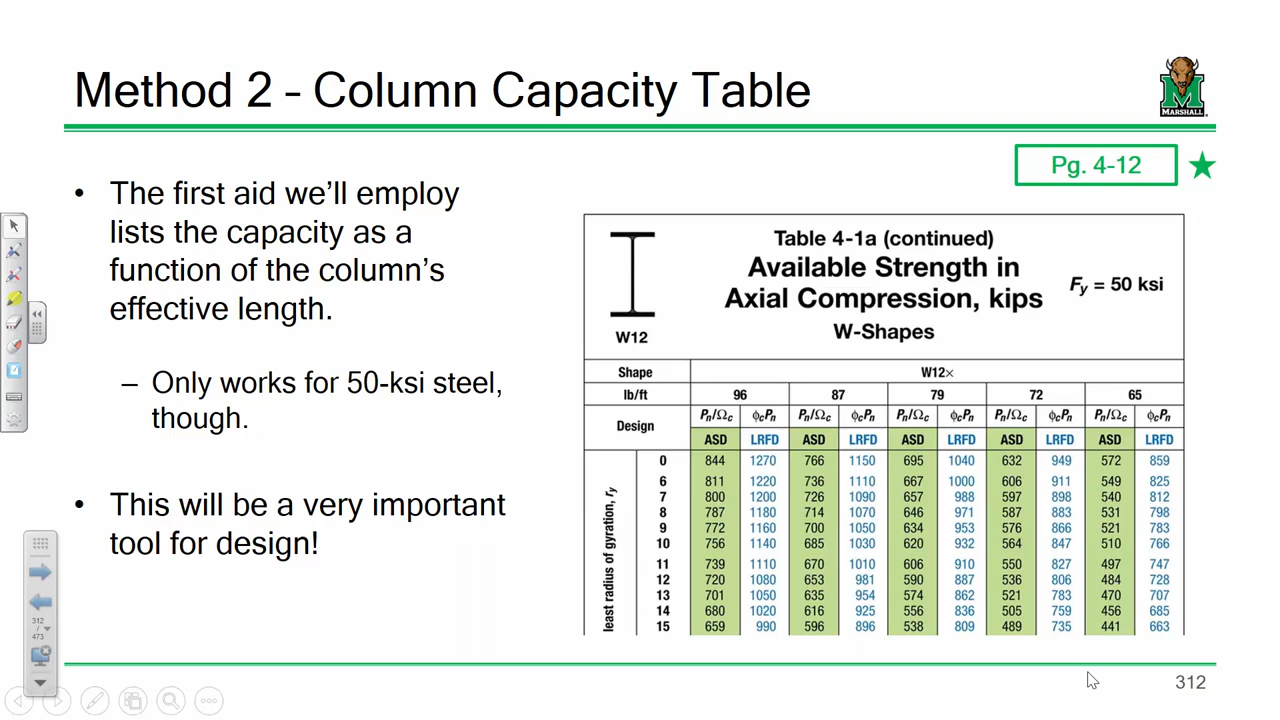 Method 2 – Column Capacity Table
MARSHALL
Pg. 4-12
• The first aid we’ll employ
lists the capacity as a
function of the column’s
effective length.
– Only works for 50-ksi steel,
though.
• This will be a very important
tool for design!
Table 4-1a (continued)
Available Strength in
Axial Compression, kips
W-Shapes
Fy = 50 ksi
W12
Shape W12×
lb/ft 96 87 79 72 65
Design Pn/Ωc ϕcPn Pn/Ωc ϕcPn Pn/Ωc ϕcPn Pn/Ωc ϕcPn Pn/Ωc ϕcPn
ASD LRFD ASD LRFD ASD LRFD ASD LRFD ASD LRFD
least radius of gyration, ry
0 844 1270 766 1150 695 1040 632 949 572 859
6 811 1220 736 1110 667 1000 606 911 549 825
7 800 1200 726 1090 657 988 597 898 540 812
8 787 1180 714 1070 646 971 587 883 531 798
9 772 1160 700 1050 634 953 576 866 521 783
10 756 1140 685 1030 620 932 564 847 510 766
11 739 1110 670 1010 606 910 550 827 497 747
12 720 1080 653 981 590 887 536 806 484 728
13 701 1050 635 954 574 862 521 783 470 707
14 680 1020 616 925 556 836 505 759 456 685
15 659 990 596 896 538 809 489 735 441 663
312
/
473
312